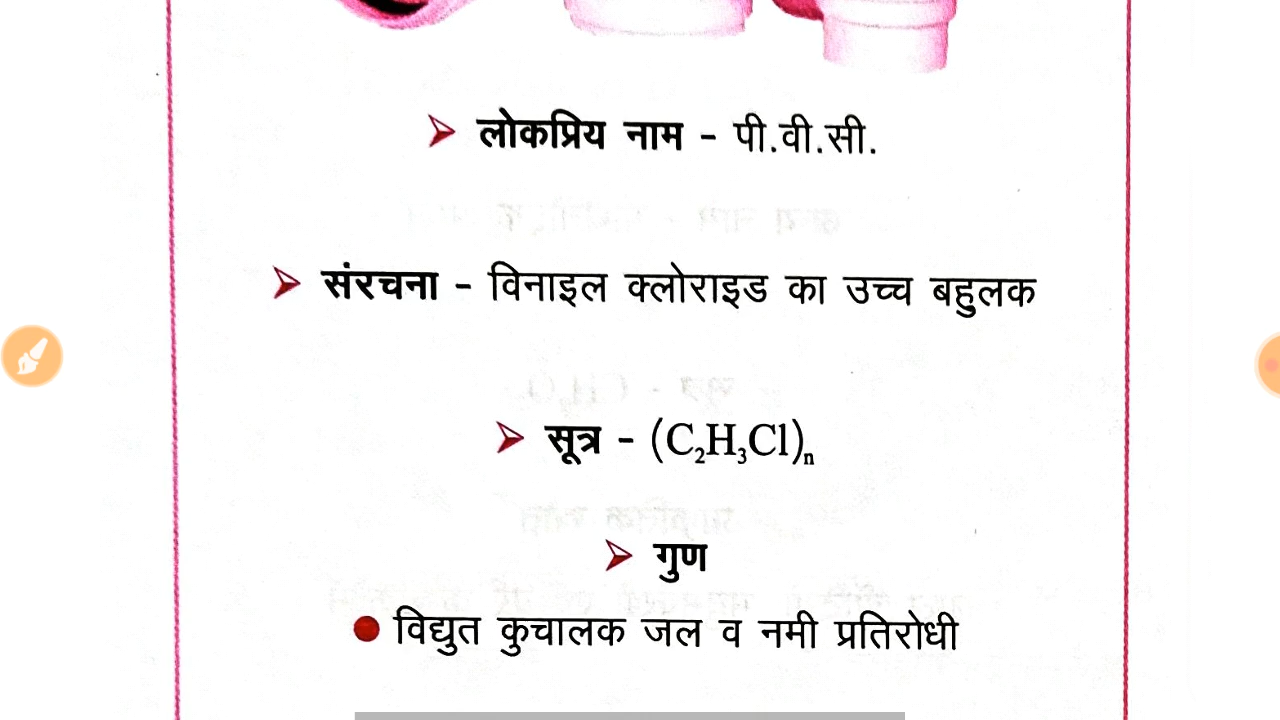 ➢ लोकप्रिय नाम - पी.वी.सी.
➢ संरचना - विनाइल क्लोराइड का उच्च बहुलक
➢ सूत्र - (C₂H₃Cl)ₙ
➢ गुण
● विद्युत कुचालक जल व नमी प्रतिरोधी